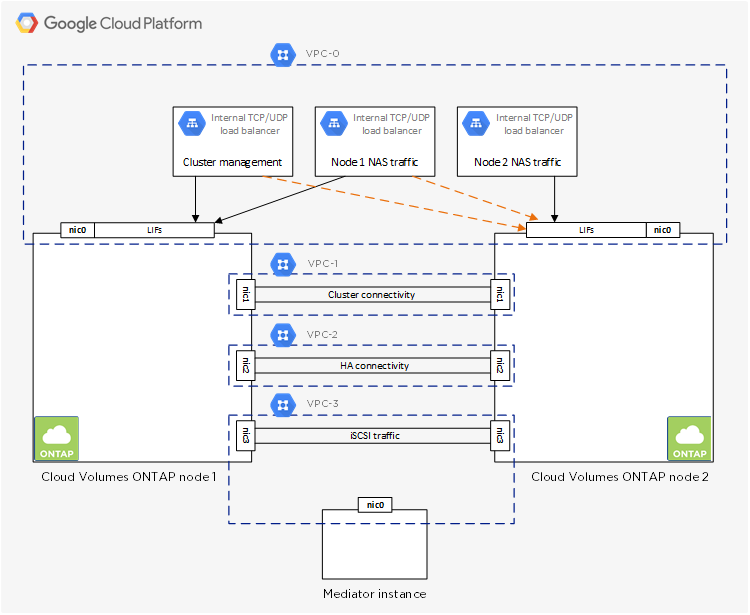 Google Cloud Platform
VPC-0
Internal TCP/UDP
load balancer
Cluster management
Internal TCP/UDP
load balancer
Node 1 NAS traffic
Internal TCP/UDP
load balancer
Node 2 NAS traffic
nic0
LIFs
LIFs
nic0
VPC-1
nic1
Cluster connectivity
nic1
VPC-2
nic2
HA connectivity
nic2
VPC-3
nic3
iSCSI traffic
nic3
ONTAP
ONTAP
Cloud Volumes ONTAP node 1
Cloud Volumes ONTAP node 2
nic0
Mediator instance